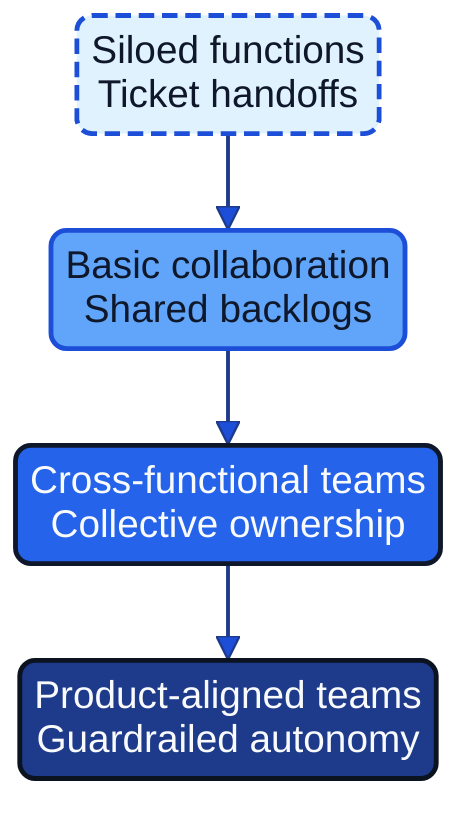 Siloed functions
Ticket handoffs
Basic collaboration
Shared backlogs
Cross-functional teams
Collective ownership
Product-aligned teams
Guardrailed autonomy